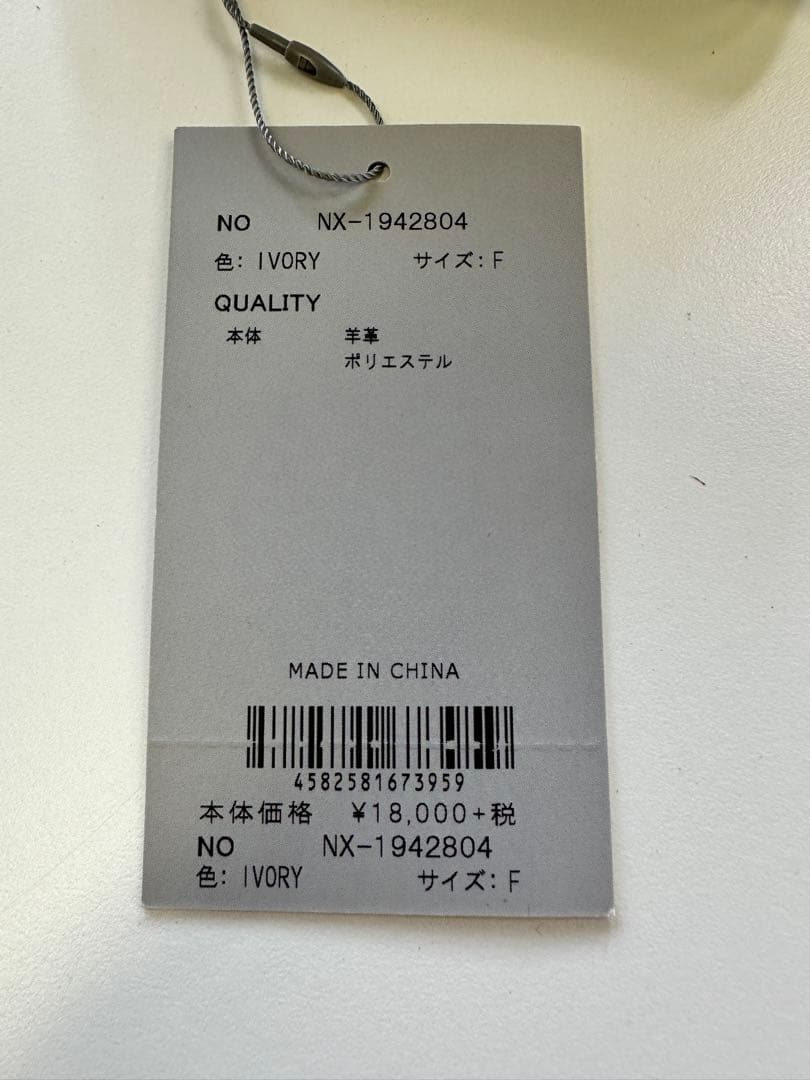 NO NX-1942804
色: IVORY サイズ: F
QUALITY
本体 羊革
ポリエステル
MADE IN CHINA
4582581673959
本体価格 ¥18,000+税
NO NX-1942804
色: IVORY サイズ: F